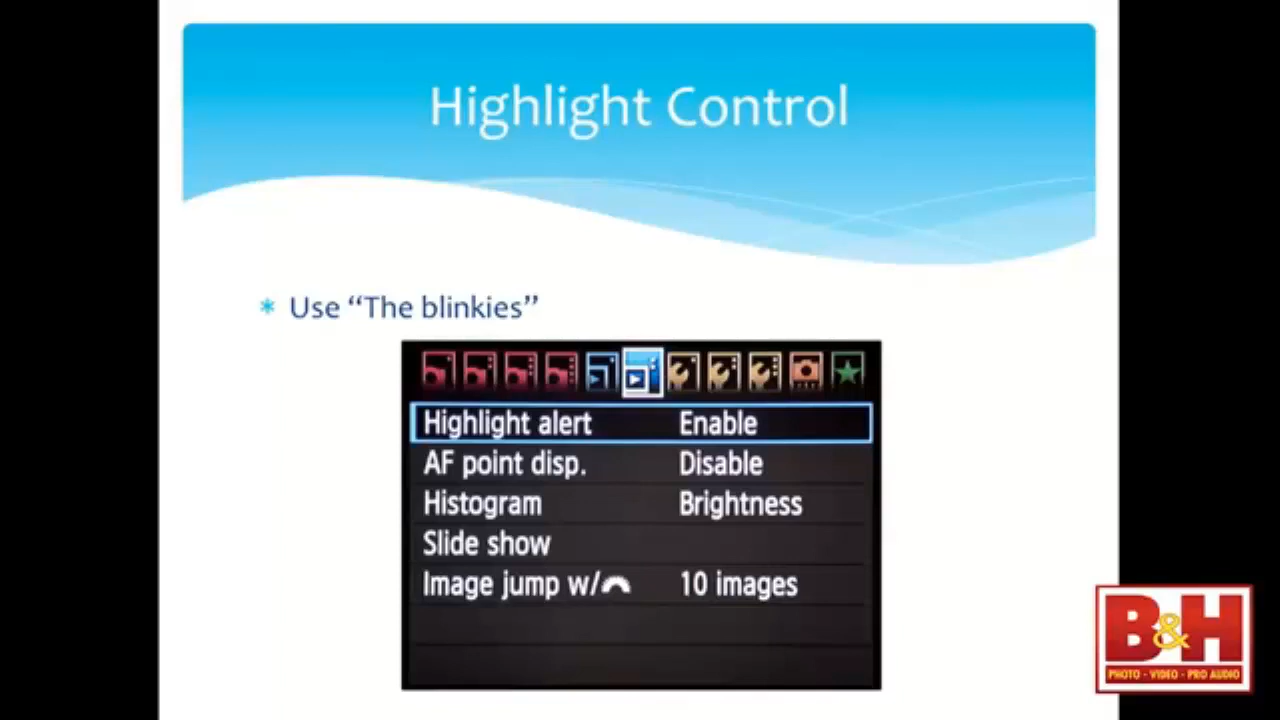 Highlight Control
* Use “The blinkies”
Highlight alert Enable
AF point disp. Disable
Histogram Brightness
Slide show
Image jump w/ 10 images
B&H
PHOTO - VIDEO - PRO AUDIO